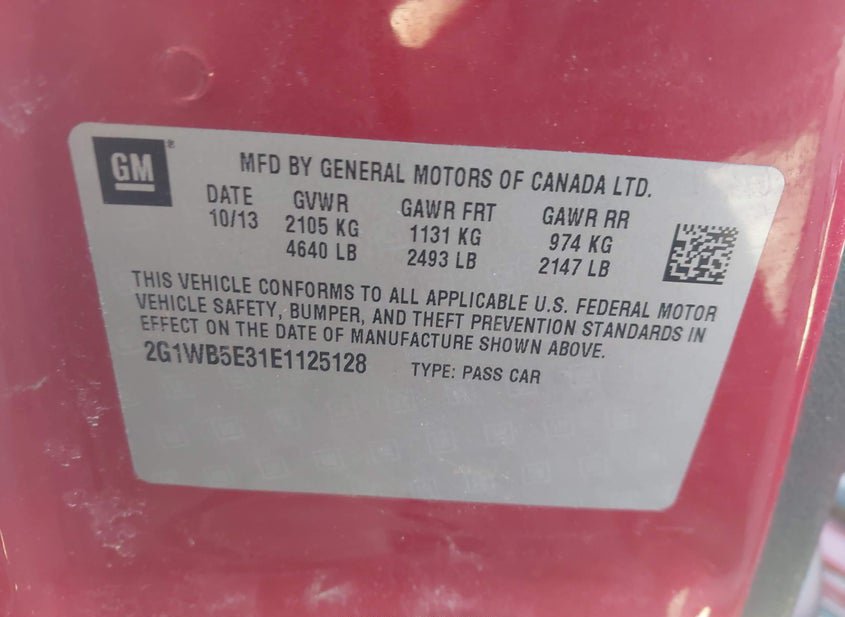 GM® MFD BY GENERAL MOTORS OF CANADA LTD.
DATE GVWR GAWR FRT GAWR RR
10/13 2105 KG 1131 KG 974 KG
4640 LB 2493 LB 2147 LB
THIS VEHICLE CONFORMS TO ALL APPLICABLE U.S. FEDERAL MOTOR
VEHICLE SAFETY, BUMPER, AND THEFT PREVENTION STANDARDS IN
EFFECT ON THE DATE OF MANUFACTURE SHOWN ABOVE.
2G1WB5E31E1125128 TYPE: PASS CAR